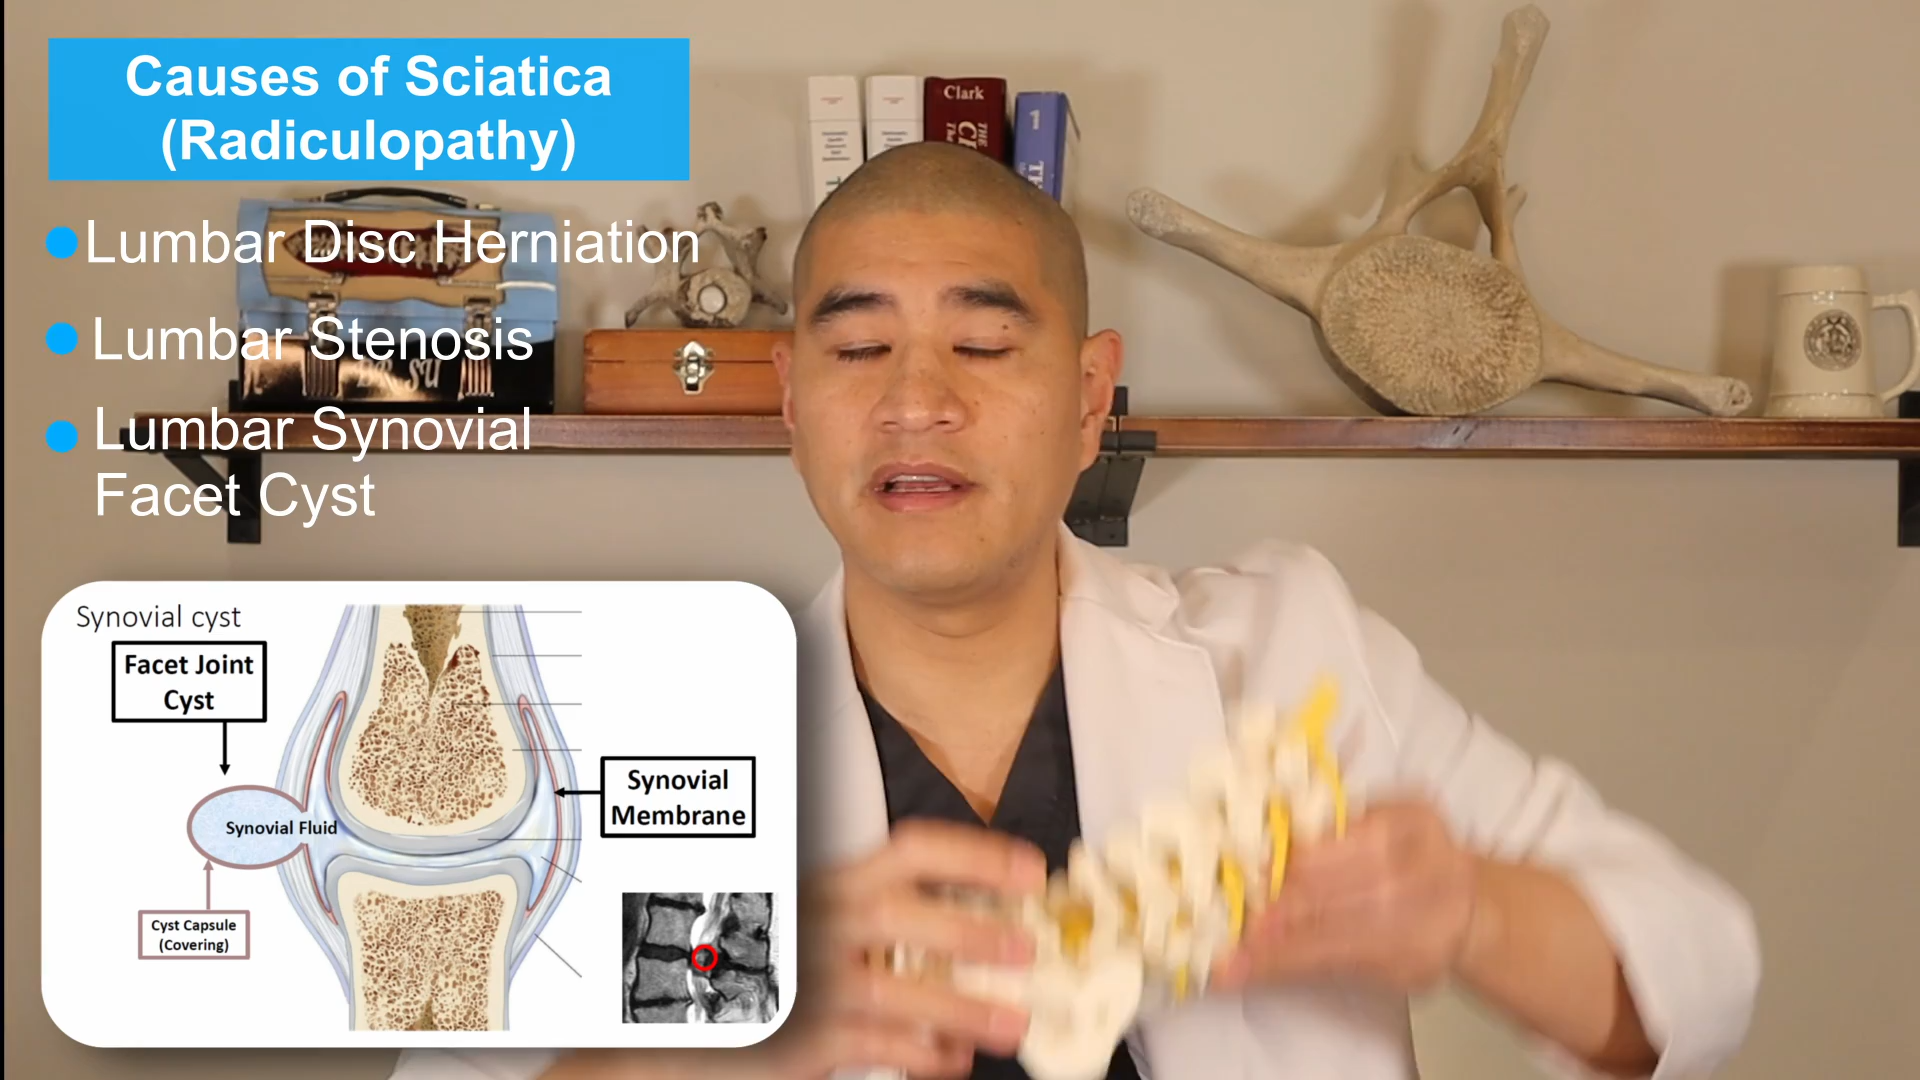 Causes of Sciatica
(Radiculopathy)
Lumbar Disc Herniation
Lumbar Stenosis
Lumbar Synovial
Facet Cyst
Clark
THE
Synovial cyst
Facet Joint
Cyst
Synovial Fluid
Synovial
Membrane
Cyst Capsule
(Covering)